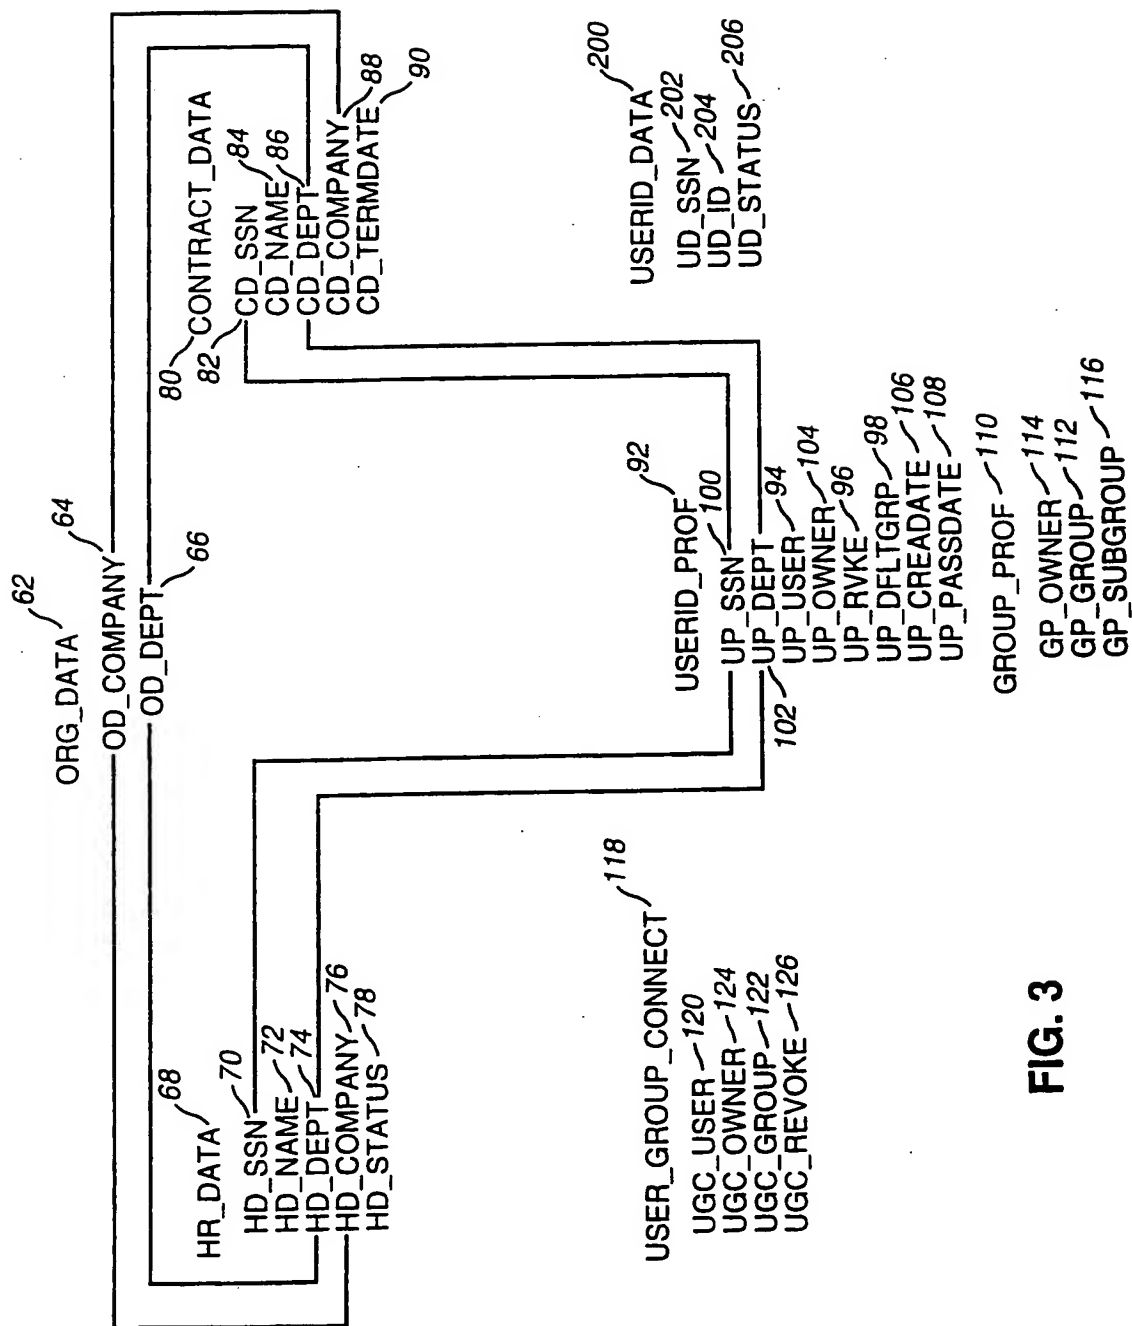 ORG_DATA 62
OD_COMPANY 64
OD_DEPT 66
HR_DATA 68
HD_SSN 70
HD_NAME 72
HD_DEPT 74
HD_COMPANY 76
HD_STATUS 78
80 CONTRACT_DATA
82 CD_SSN
CD_NAME 84
CD_DEPT 86
CD_COMPANY 88
CD_TERMDATE 90
USERID_PROF 92
UP_SSN 100
102 UP_DEPT
UP_USER 94
UP_OWNER 104
UP_RVKE 96
UP_DFLTGRP 98
UP_CREADATE 106
UP_PASSDATE 108
USERID_DATA 200
UD_SSN 202
UD_ID 204
UD_STATUS 206
USER_GROUP_CONNECT 118
UGC_USER 120
UGC_OWNER 124
UGC_GROUP 122
UGC_REVOKE 126
GROUP_PROF 110
GP_OWNER 114
GP_GROUP 112
GP_SUBGROUP 116
FIG. 3